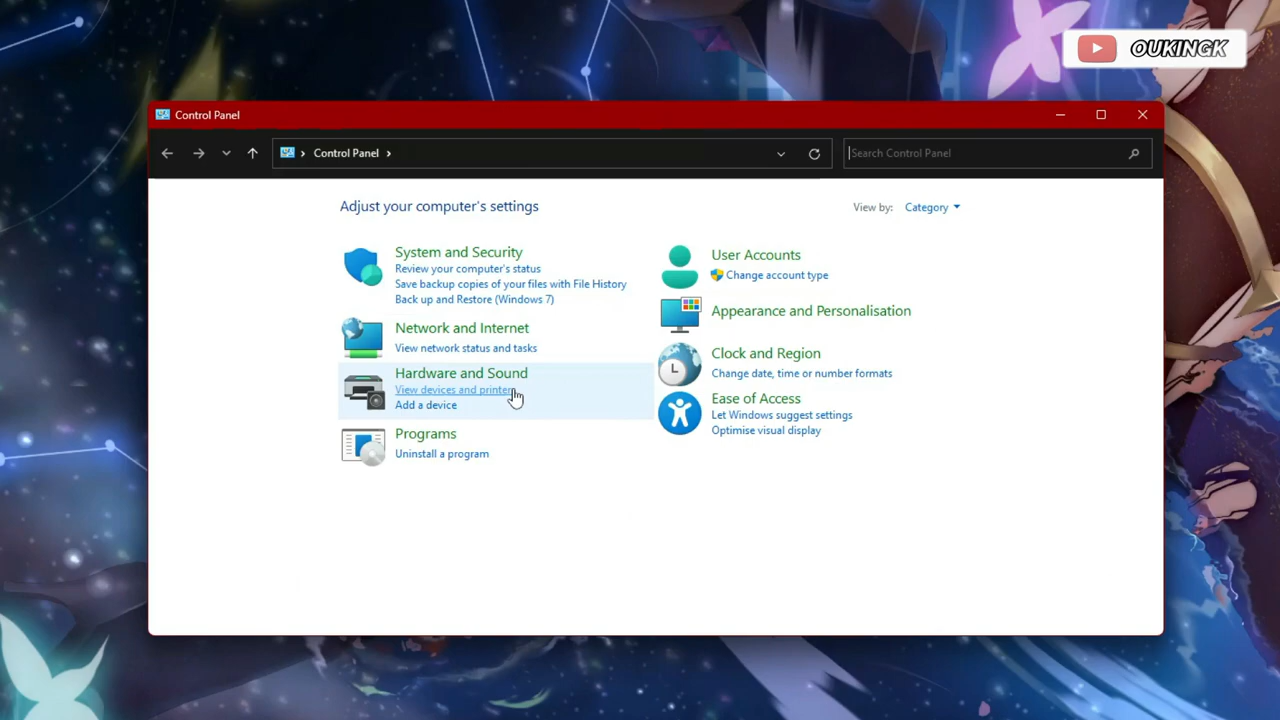 OUKINGK
Control Panel
Control Panel
Search Control Panel
Adjust your computer's settings
View by: Category
System and Security
Review your computer's status
Save backup copies of your files with File History
Back up and Restore (Windows 7)
Network and Internet
View network status and tasks
Hardware and Sound
View devices and printers
Add a device
Programs
Uninstall a program
User Accounts
Change account type
Appearance and Personalisation
Clock and Region
Change date, time or number formats
Ease of Access
Let Windows suggest settings
Optimise visual display